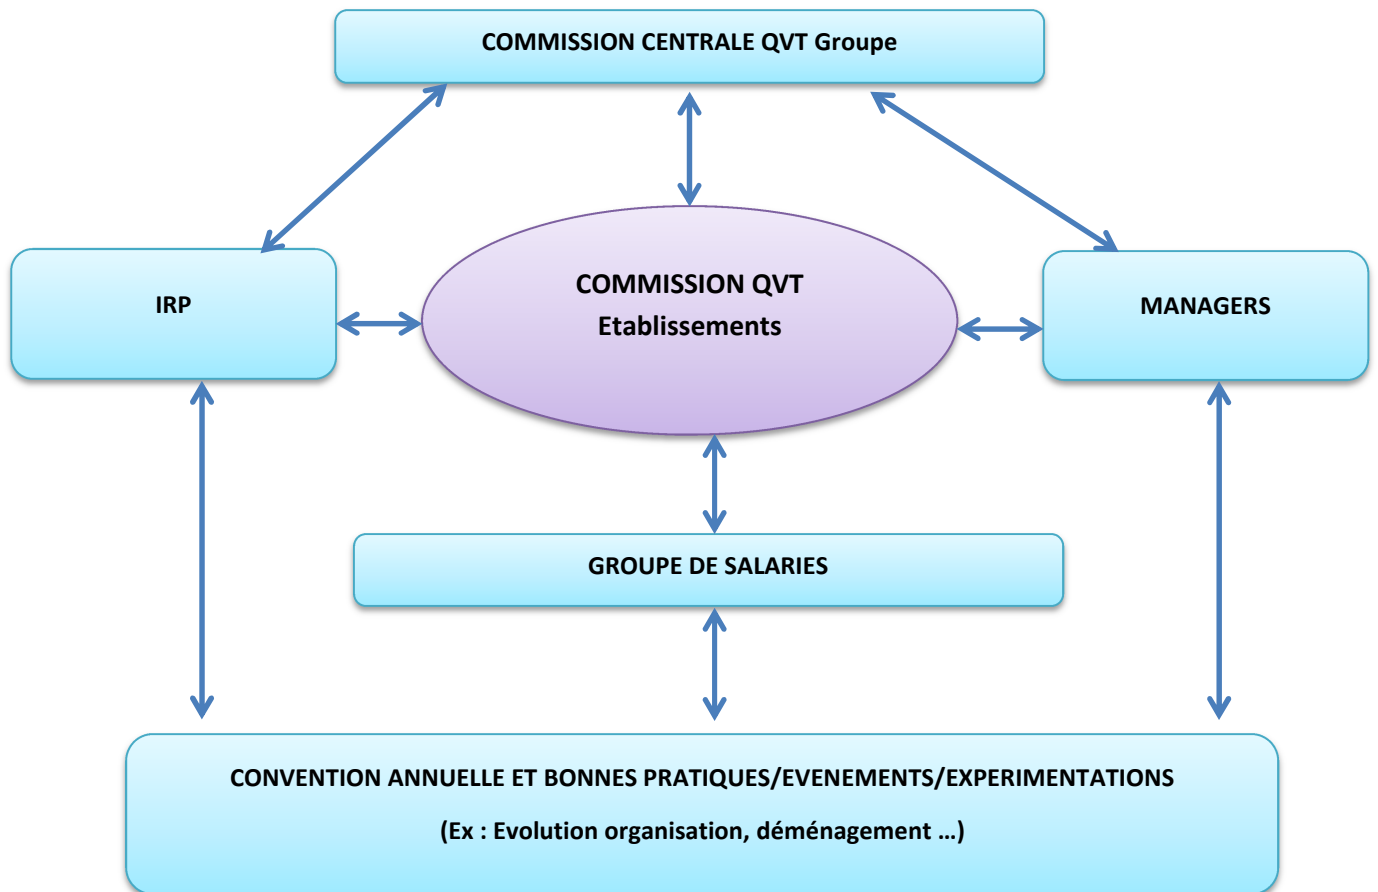 COMMISSION CENTRALE QVT Groupe
IRP
COMMISSION QVT
Etablissements
MANAGERS
GROUPE DE SALARIES
CONVENTION ANNUELLE ET BONNES PRATIQUES/EVENEMENTS/EXPERIMENTATIONS
(Ex : Evolution organisation, déménagement …)